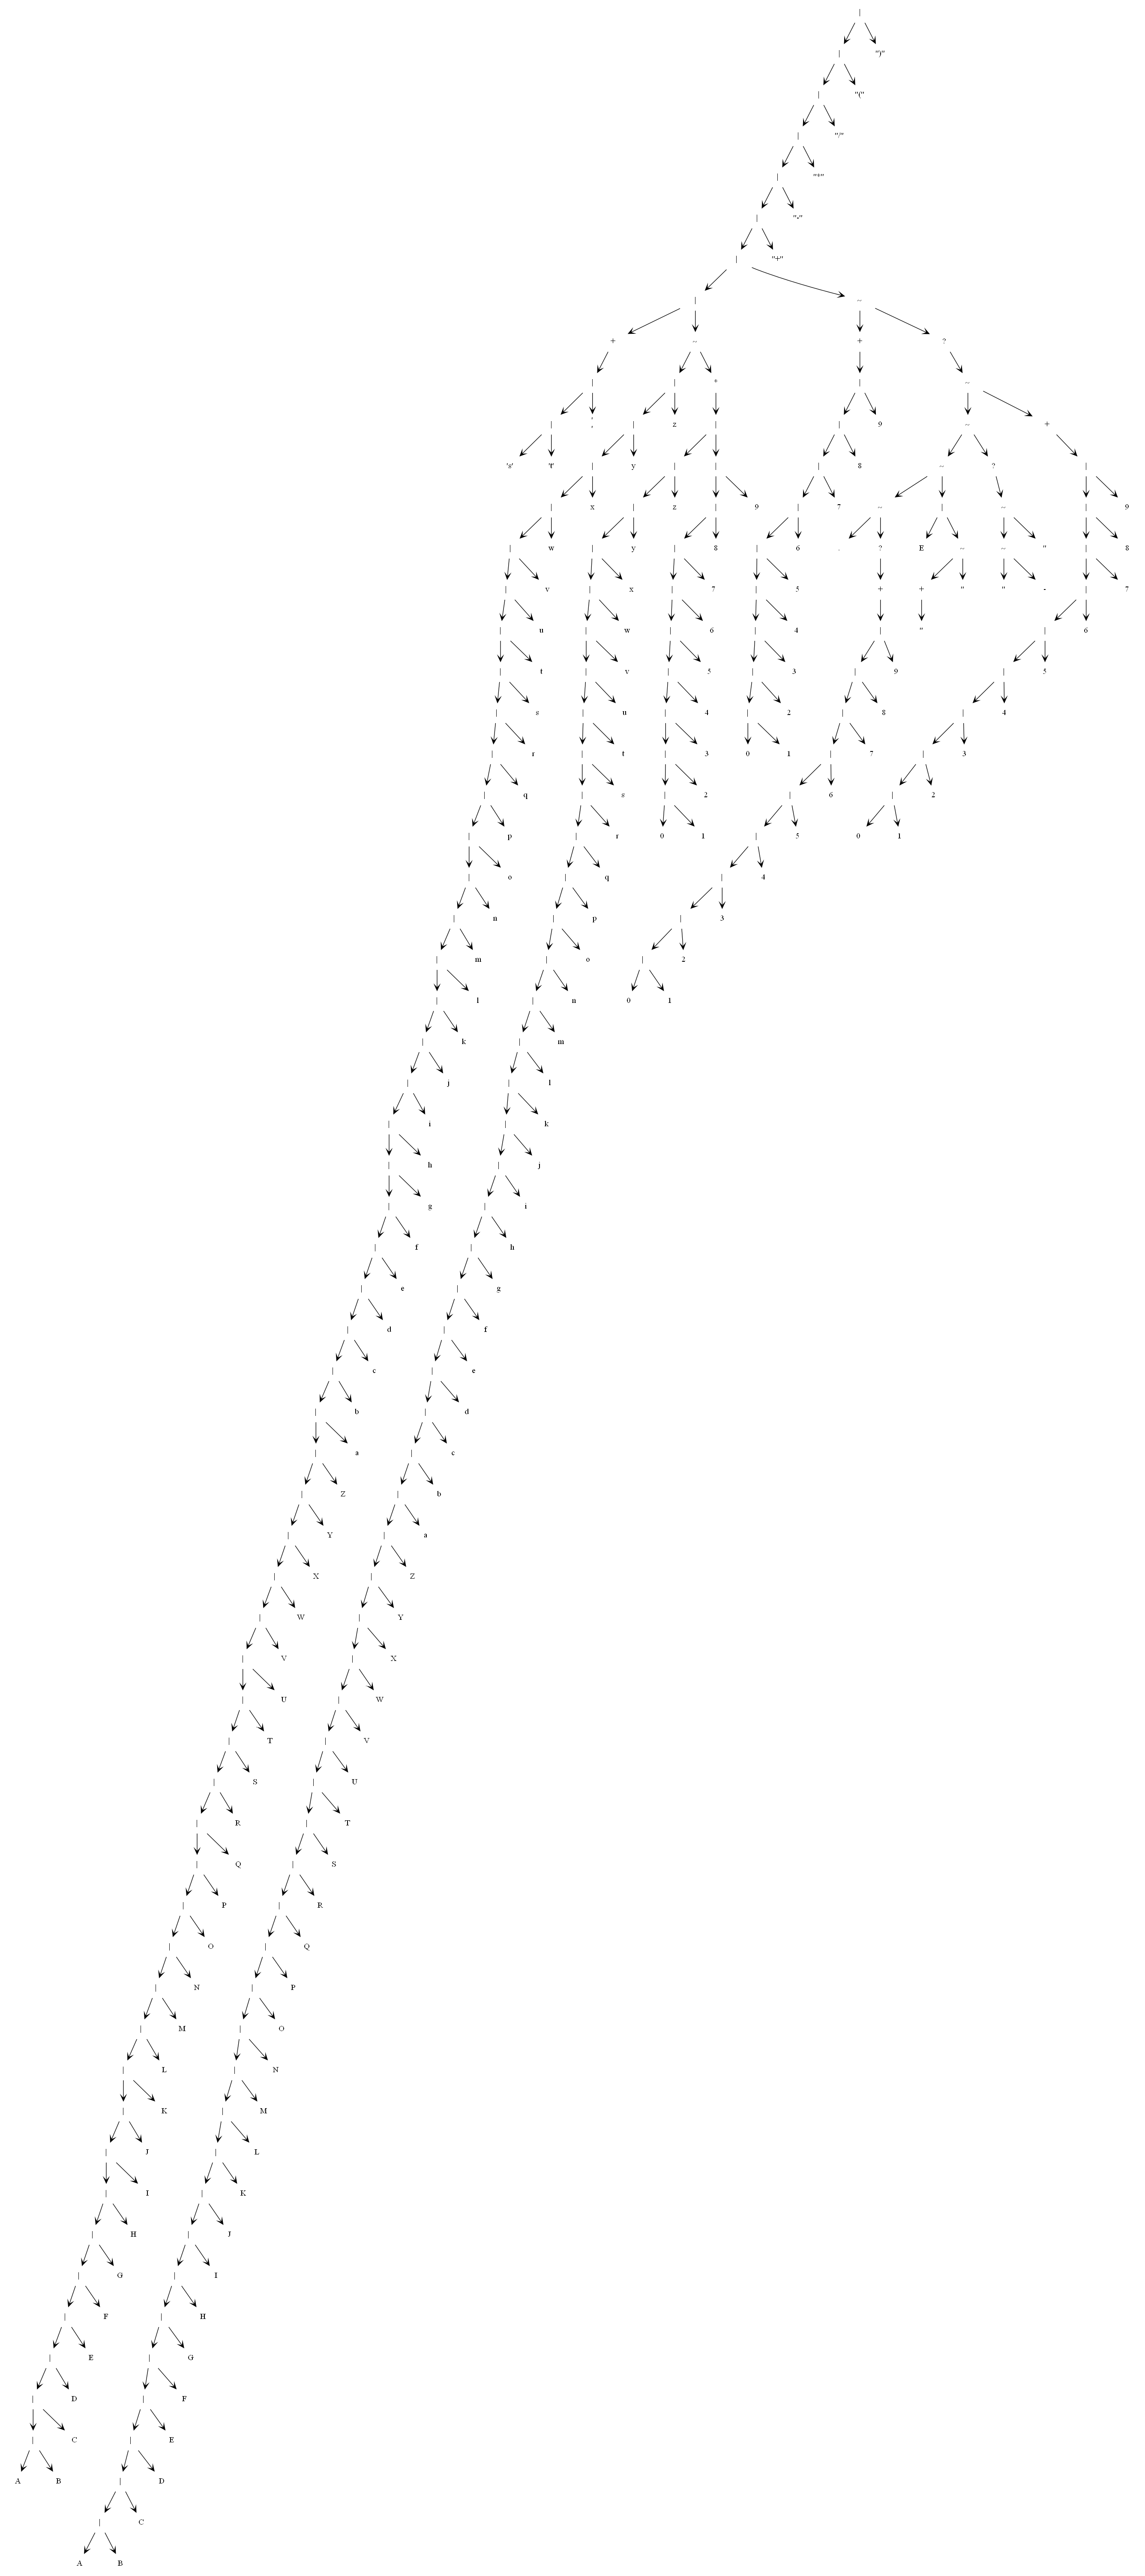 |
| ")"
| "("
| "/"
| "*"
| "-"
| "+"
| ~
+ ~ + ?
| | + | ~
| | z | | 9 ~ +
's' 't' | y | | | 8 ~ ? |
| x | z | 9 | 7 ~ | ~ | 9
| w | y | 8 | 6 . ? E ~ ~ " | 8
| v | x | 7 | 5 + + " " - | 7
| u | w | 6 | 4 | " | 6
| t | v | 5 | 3 | 9 | 5
| s | u | 4 | 2 | 8 | 4
| r | t | 3 0 1 | 7 | 3
| q | s | 2 | 6 | 2
| p | r 0 1 | 5 0 1
| o | q | 4
| n | p | 3
| m | o | 2
| l | n 0 1
| k | m
| j | l
| i | k
| h | j
| g | i
| f | h
| e | g
| d | f
| c | e
| b | d
| a | c
| Z | b
| Y | a
| X | Z
| W | Y
| V | X
| U | W
| T | V
| S | U
| R | T
| Q | S
| P | R
| O | Q
| N | P
| M | O
| L | N
| K | M
| J | L
| I | K
| H | J
| G | I
| F | H
| E | G
| D | F
| C | E
A B | D
| C
A B